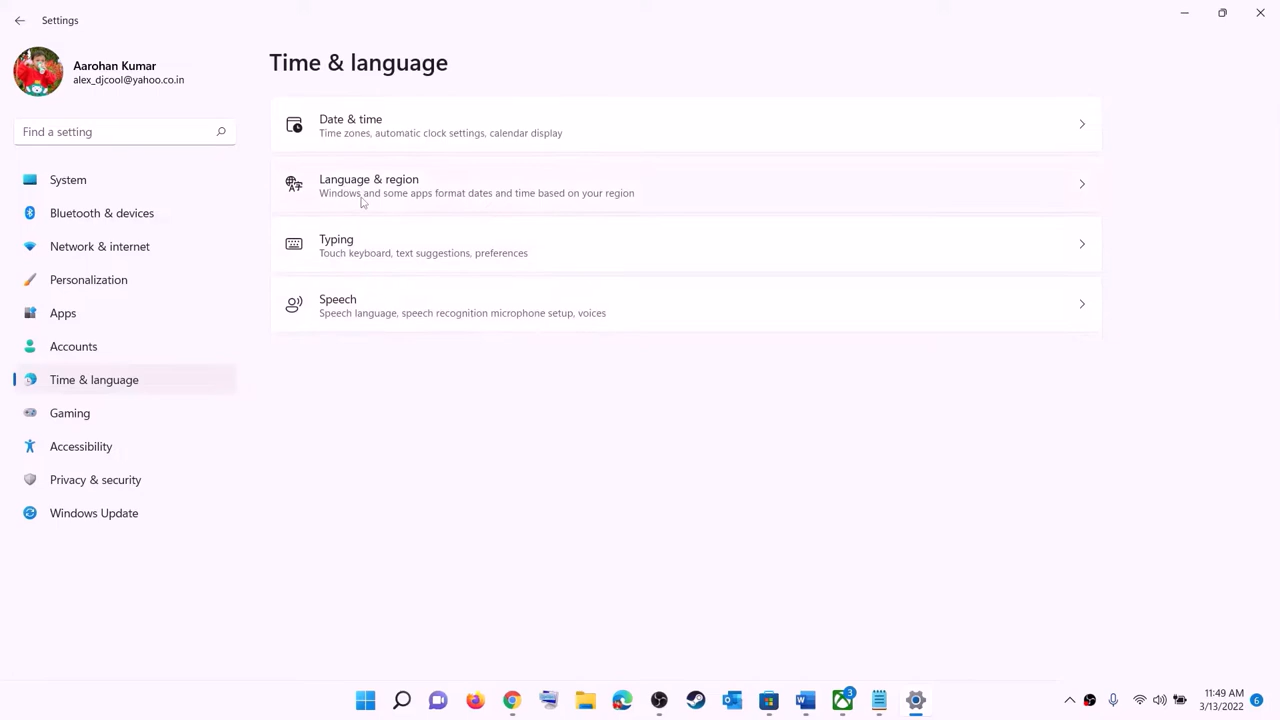 Settings
Aarohan Kumar
alex_djcool@yahoo.co.in
Find a setting
System
Bluetooth & devices
Network & internet
Personalization
Apps
Accounts
Time & language
Gaming
Accessibility
Privacy & security
Windows Update
Time & language
Date & time
Time zones, automatic clock settings, calendar display
Language & region
Windows and some apps format dates and time based on your region
Typing
Touch keyboard, text suggestions, preferences
Speech
Speech language, speech recognition microphone setup, voices
3
11:49 AM
3/13/2022
6